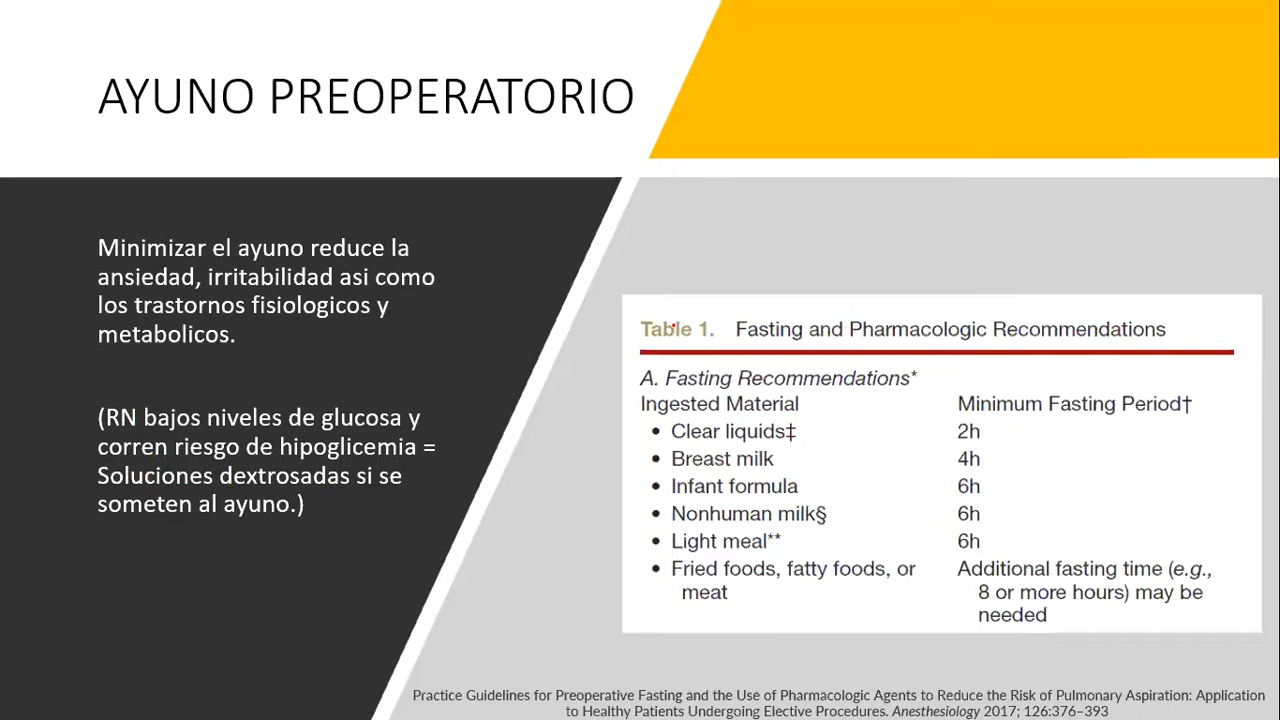 AYUNO PREOPERATORIO
Minimizar el ayuno reduce la
ansiedad, irritabilidad asi como
los trastornos fisiologicos y
metabolicos.
(RN bajos niveles de glucosa y
corren riesgo de hipoglicemia =
Soluciones dextrosadas si se
someten al ayuno.)
Table 1. Fasting and Pharmacologic Recommendations
A. Fasting Recommendations*
Ingested Material Minimum Fasting Period†
• Clear liquids‡ 2h
• Breast milk 4h
• Infant formula 6h
• Nonhuman milk§ 6h
• Light meal** 6h
• Fried foods, fatty foods, or Additional fasting time (e.g.,
meat 8 or more hours) may be
needed
Practice Guidelines for Preoperative Fasting and the Use of Pharmacologic Agents to Reduce the Risk of Pulmonary Aspiration: Application
to Healthy Patients Undergoing Elective Procedures. Anesthesiology 2017; 126:376–393